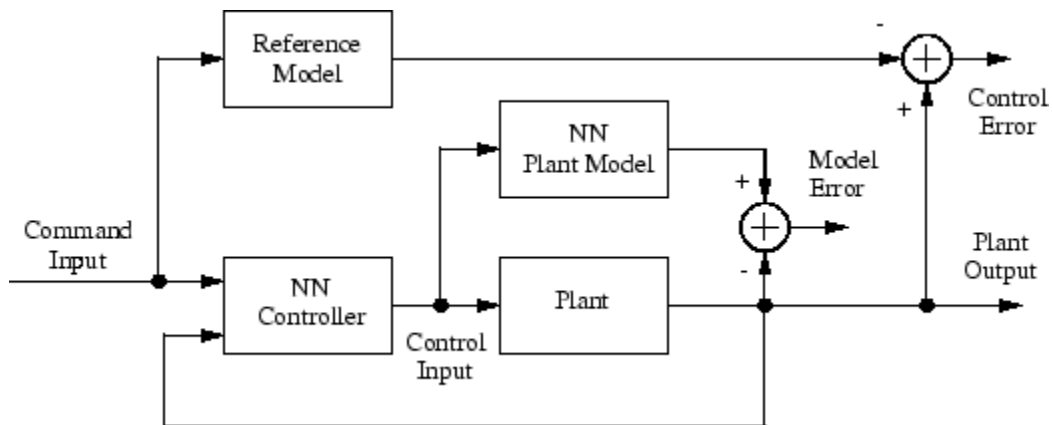 Reference
Model
-
+
Control
Error
NN
Plant Model
Model
Error
+
-
Command
Input
NN
Controller
Control
Input
Plant
Plant
Output